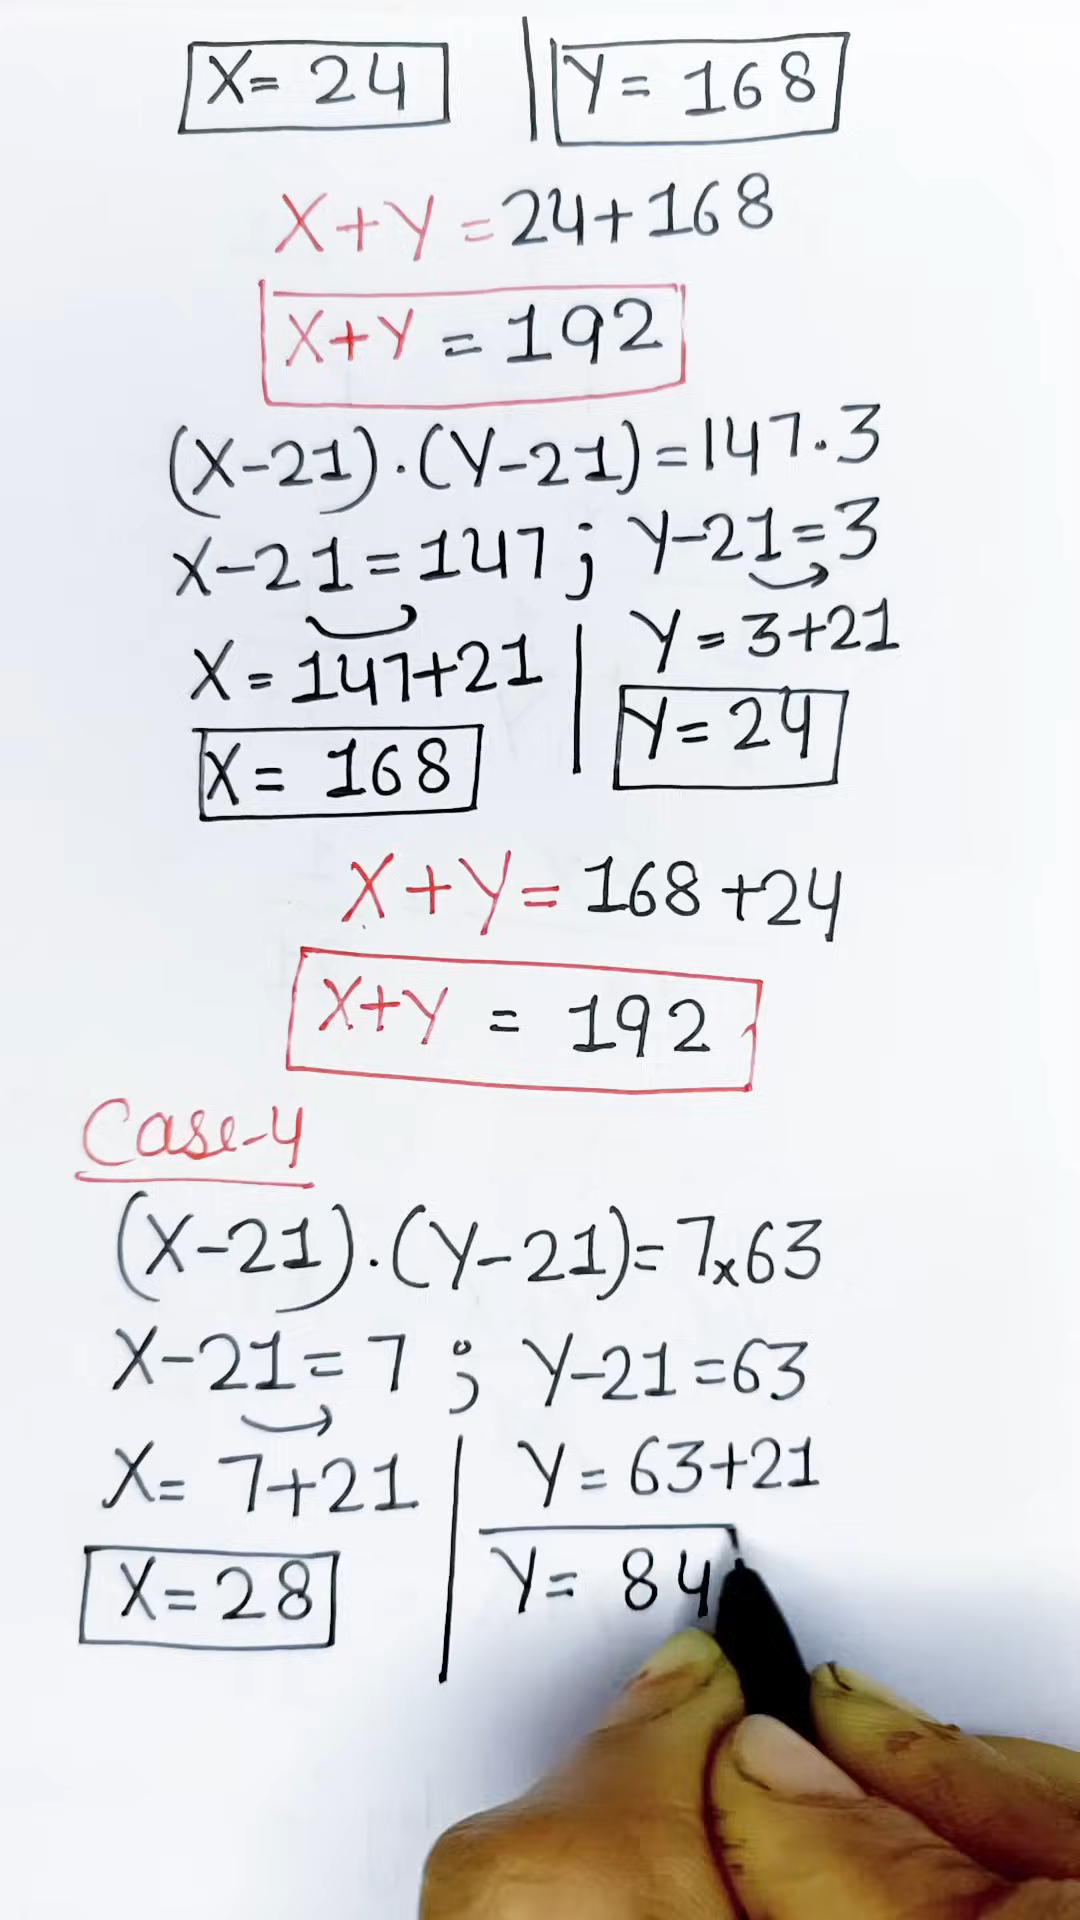 X= 24 | Y= 168
X+Y = 24+168
X+Y = 192
(X-21).(Y-21)=147.3
X-21=147 ; Y-21=3
X=147+21 | Y=3+21
X= 168 | Y=24
X+Y= 168+24
X+Y = 192
Case-4
(X-21).(Y-21)=7x63
X-21=7 ; Y-21=63
X= 7+21 | Y=63+21
X=28 | Y= 84